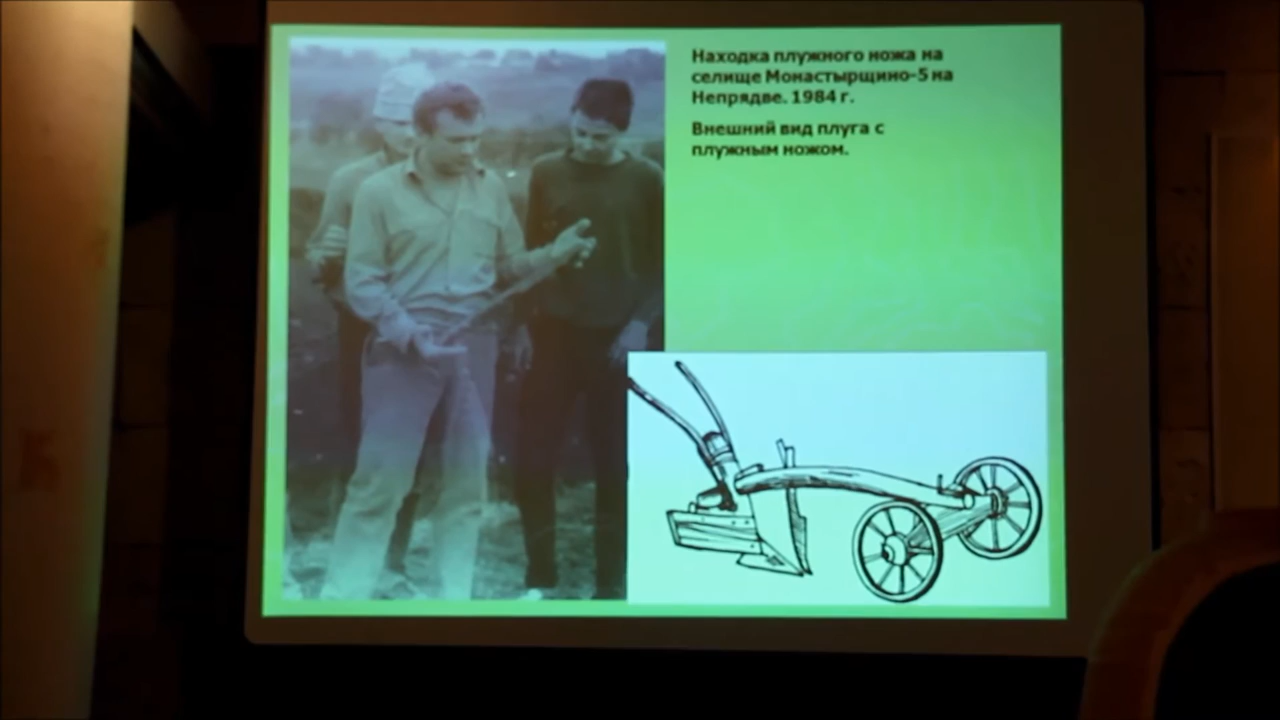 Находка плужного ножа на
селище Монастырщино-5 на
Непрядве. 1984 г.
Внешний вид плуга с
плужным ножом.